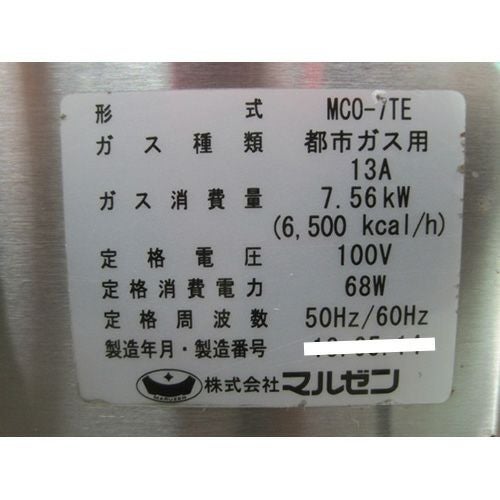 形式 MCO-7TE
ガス種類 都市ガス用
13A
ガス消費量 7.56kW
(6,500 kcal/h)
定格電圧 100V
定格消費電力 68W
定格周波数 50Hz/60Hz
製造年月・製造番号
MARUZEN 株式会社マルゼン